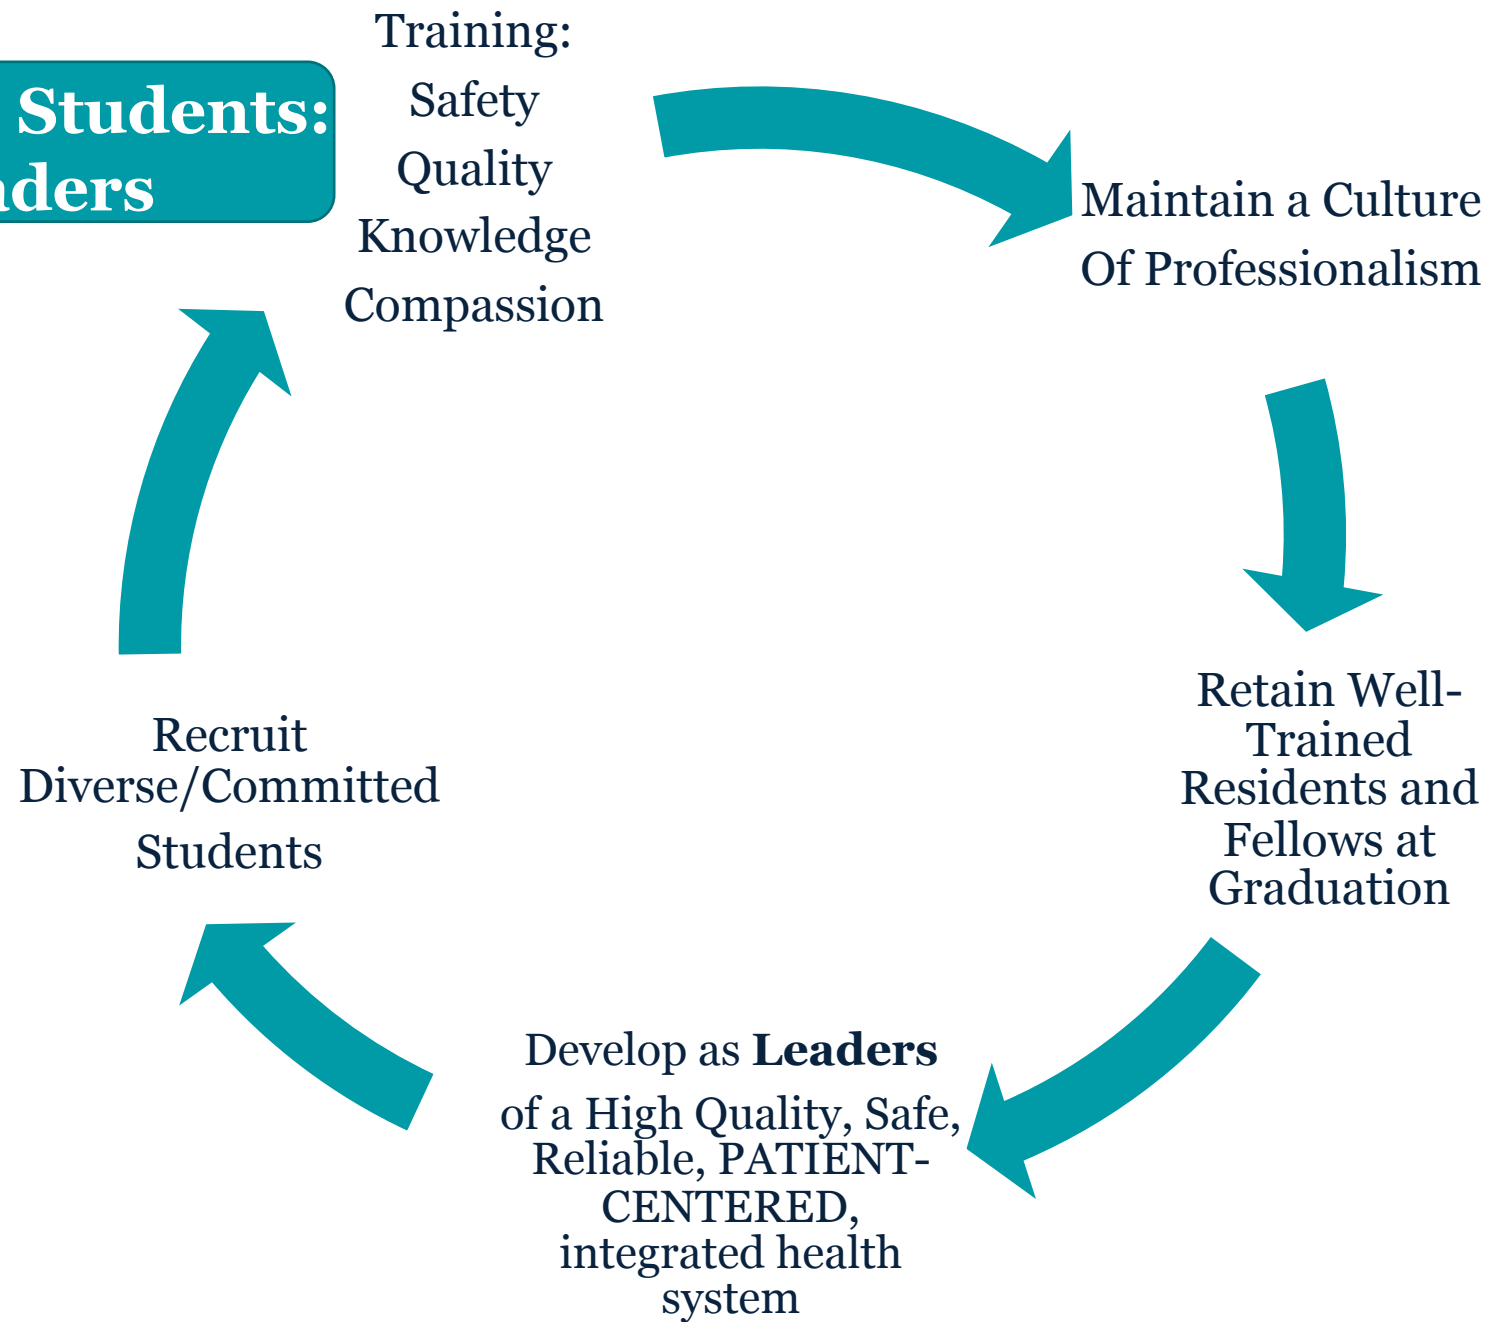 Students:
Training:
Safety
Quality
Knowledge
Compassion
Maintain a Culture
Of Professionalism
Retain Well-
Trained
Residents and
Fellows at
Graduation
Develop as Leaders
of a High Quality, Safe,
Reliable, PATIENT-
CENTERED,
integrated health
system
Recruit
Diverse/Committed
Students